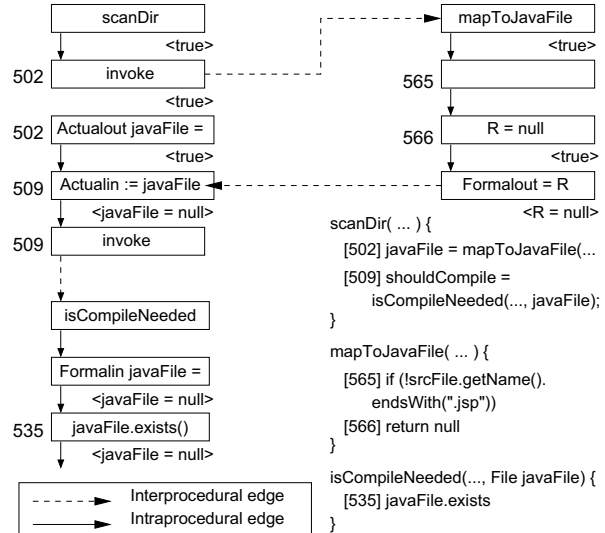 scanDir
<true>
502 invoke
<true>
502 Actualout javaFile =
<true>
509 Actualin := javaFile
<javaFile = null>
509 invoke
isCompileNeeded
Formalin javaFile =
<javaFile = null>
535 javaFile.exists()
<javaFile = null>
mapToJavaFile
<true>
565
566 R = null
<true>
Formalout = R
<R = null>
scanDir( ... ) {
[502] javaFile = mapToJavaFile(...
[509] shouldCompile =
isCompileNeeded(..., javaFile);
}
mapToJavaFile( ... ) {
[565] if (!srcFile.getName().
endsWith(".jsp"))
[566] return null
}
isCompileNeeded(..., File javaFile) {
[535] javaFile.exists
}
Interprocedural edge
Intraprocedural edge